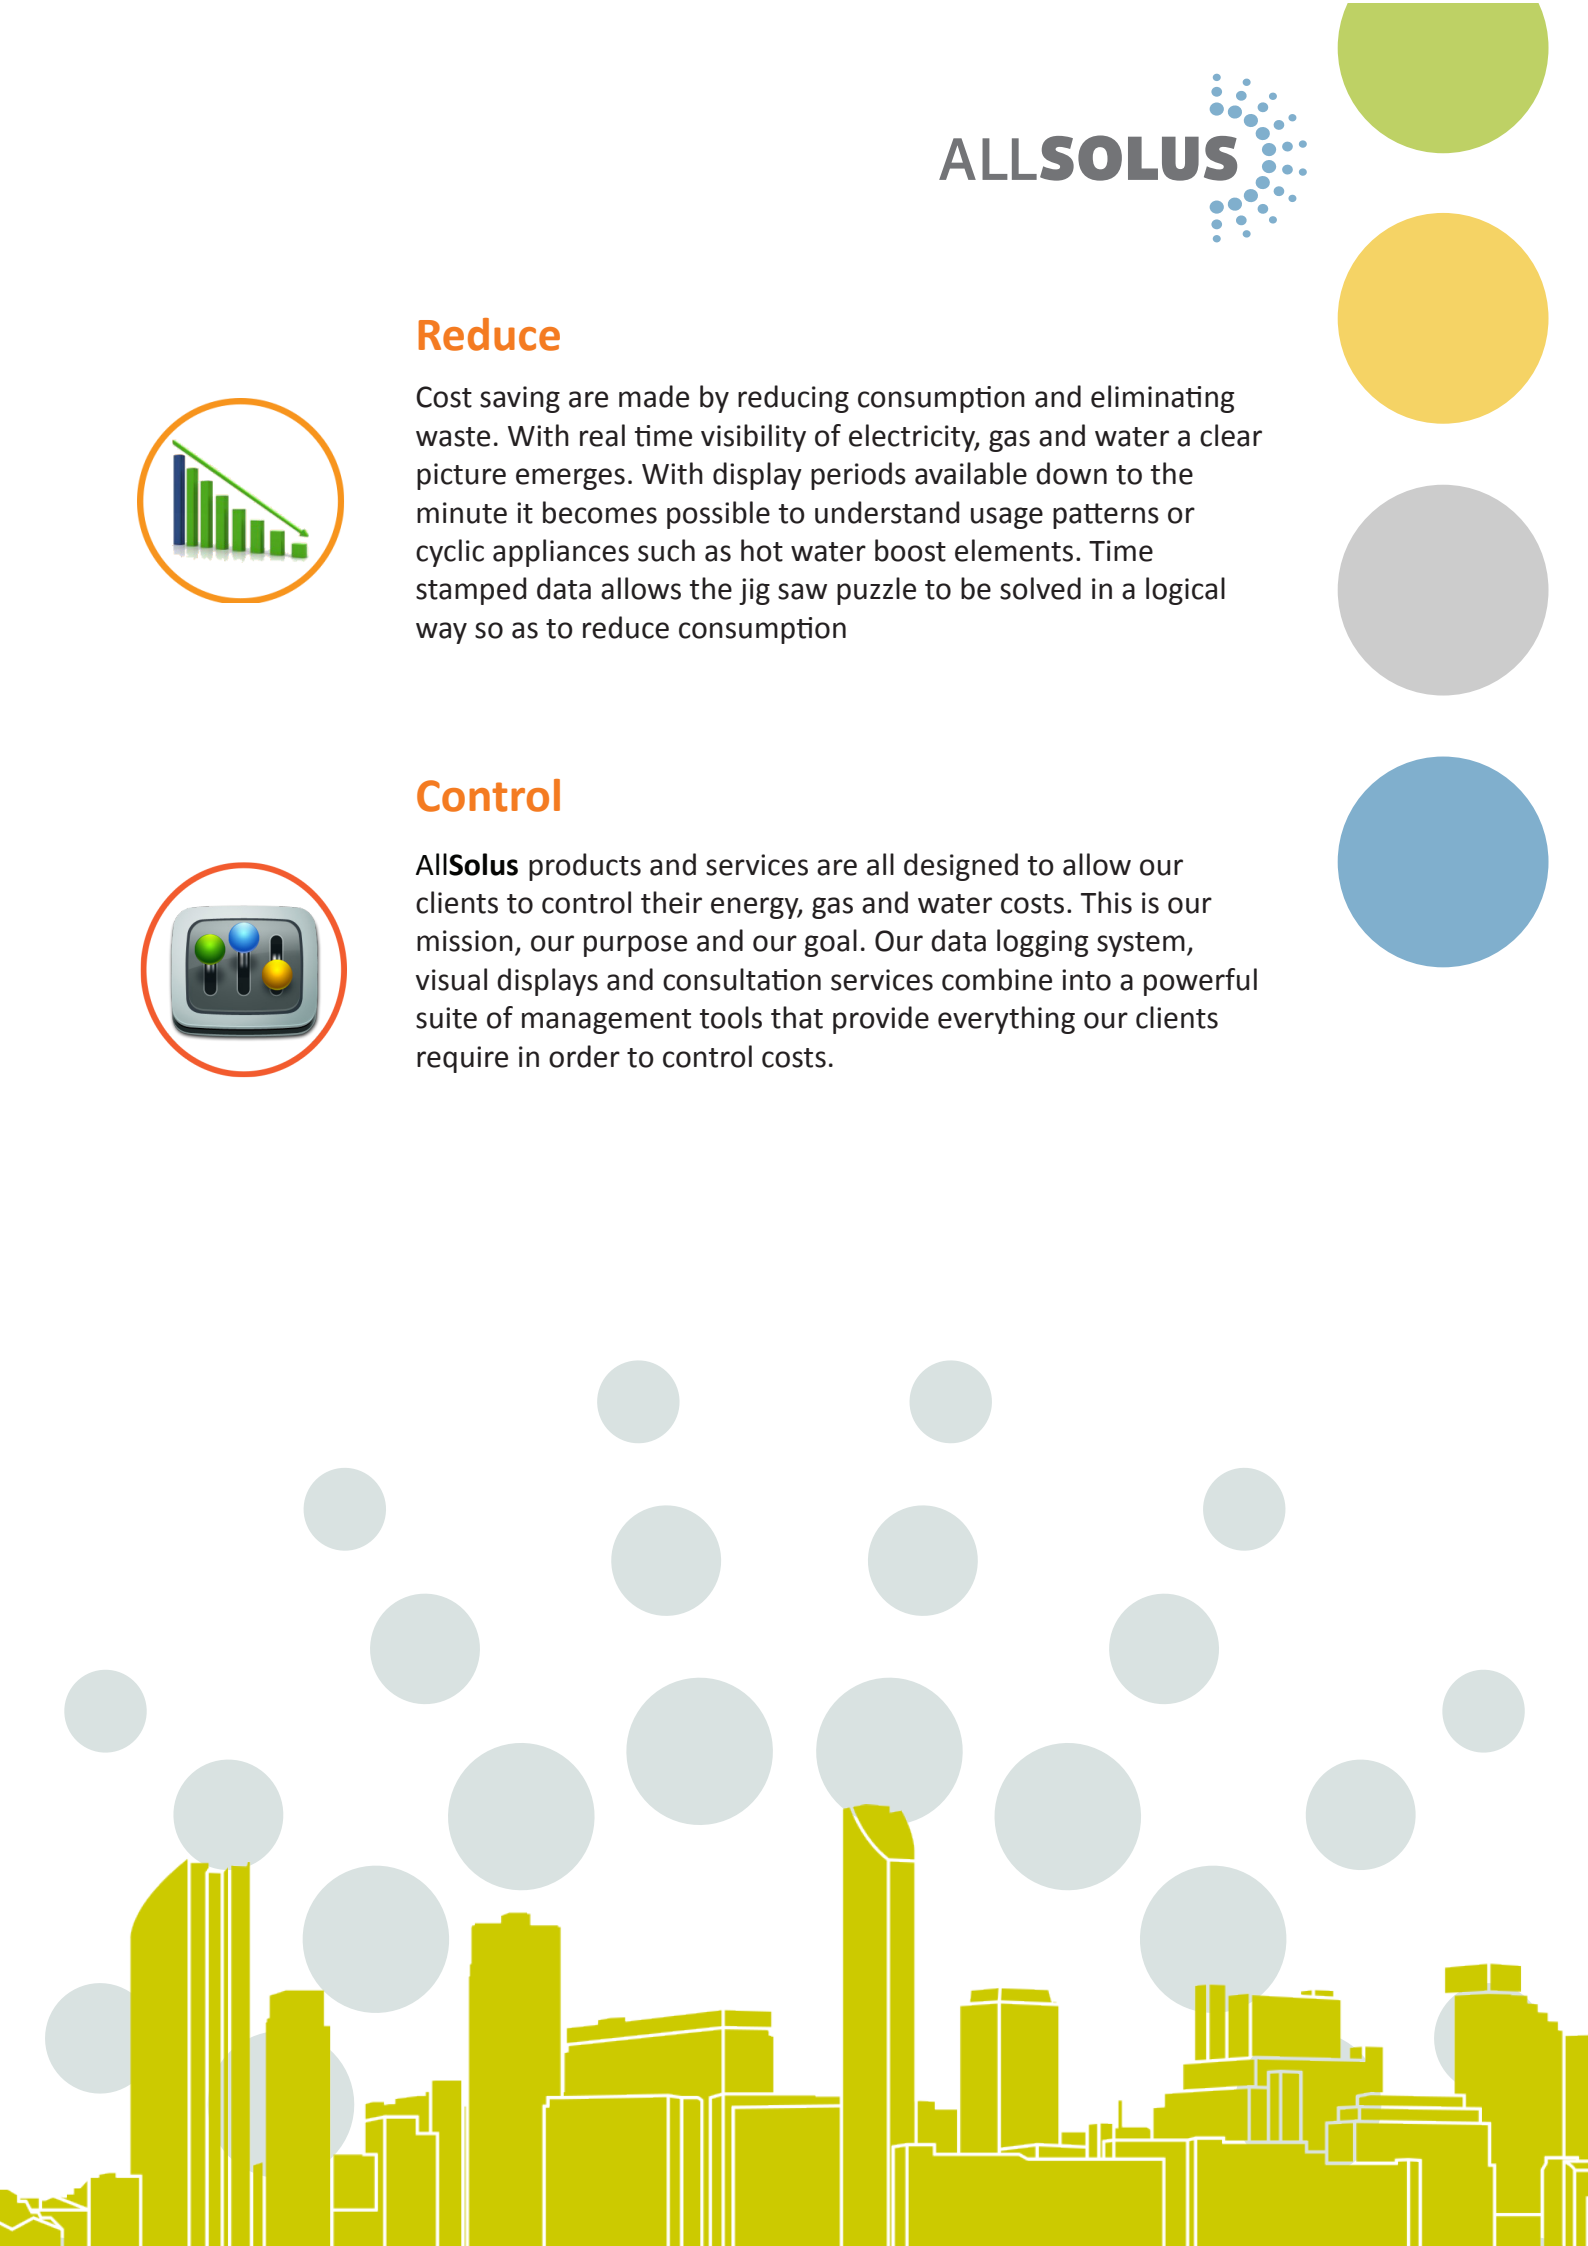 ALLSOLUS
Reduce
Cost saving are made by reducing consumption and eliminating
waste. With real time visibility of electricity, gas and water a clear
picture emerges. With display periods available down to the
minute it becomes possible to understand usage patterns or
cyclic appliances such as hot water boost elements. Time
stamped data allows the jig saw puzzle to be solved in a logical
way so as to reduce consumption
Control
AllSolus products and services are all designed to allow our
clients to control their energy, gas and water costs. This is our
mission, our purpose and our goal. Our data logging system,
visual displays and consultation services combine into a powerful
suite of management tools that provide everything our clients
require in order to control costs.